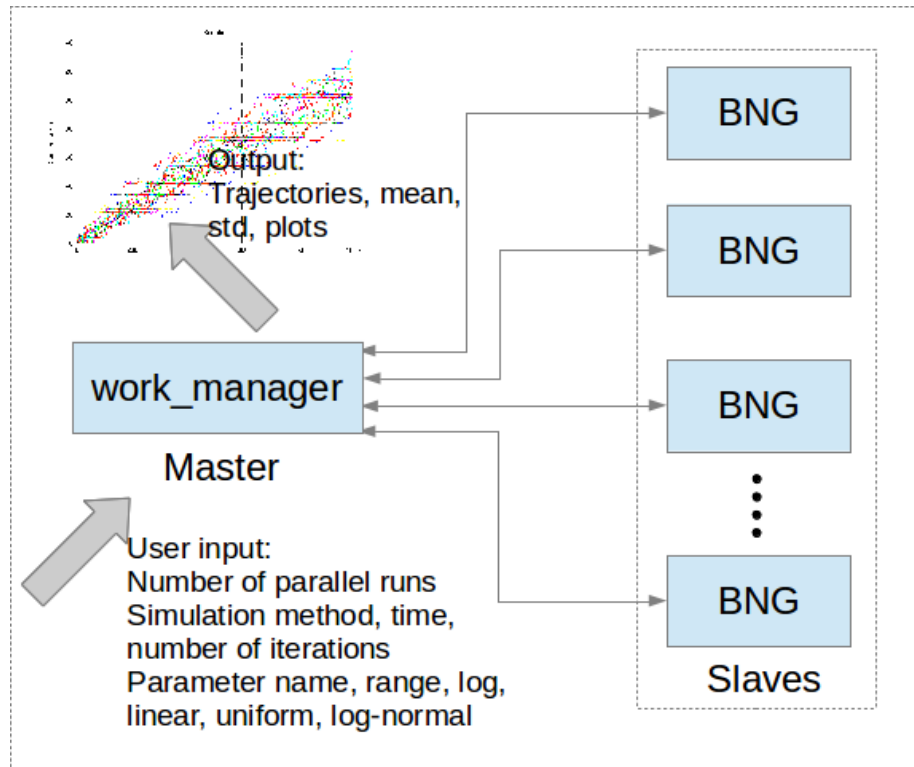 Output:
Trajectories, mean,
std, plots
work_manager
Master
User input:
Number of parallel runs
Simulation method, time,
number of iterations
Parameter name, range, log,
linear, uniform, log-normal
BNG
BNG
BNG
BNG
Slaves